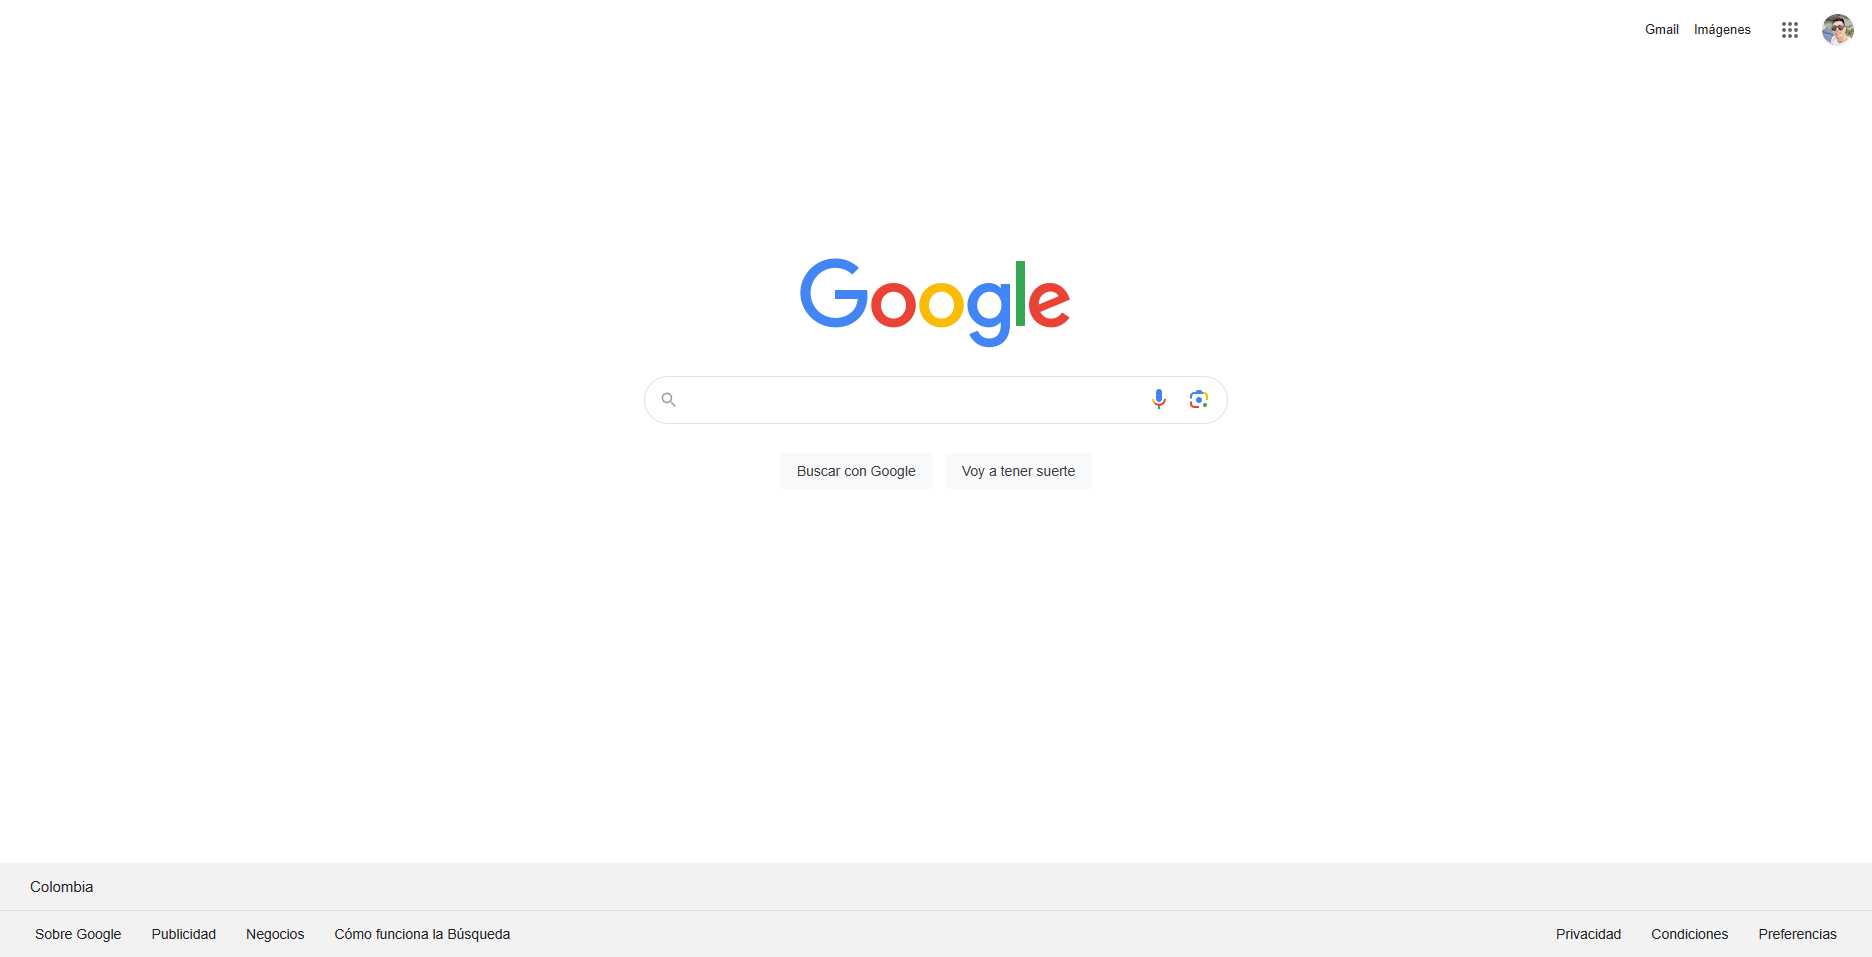 Gmail Imágenes
Google
Buscar con Google Voy a tener suerte
Colombia
Sobre Google Publicidad Negocios Cómo funciona la Búsqueda Privacidad Condiciones Preferencias